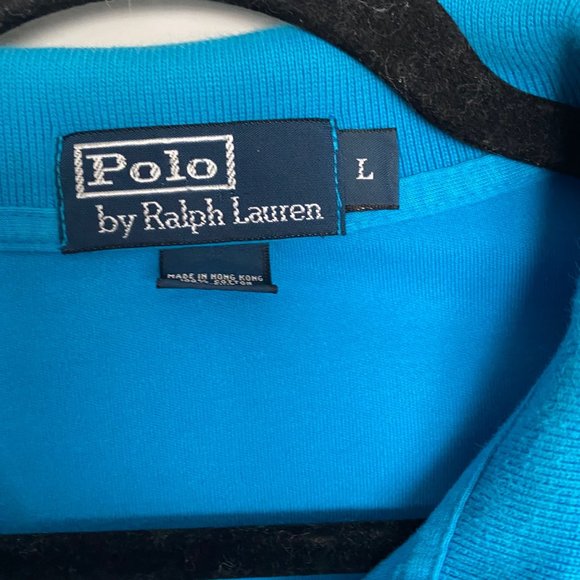 Polo
by Ralph Lauren
L
MADE IN HONG KONG
100% COTTON